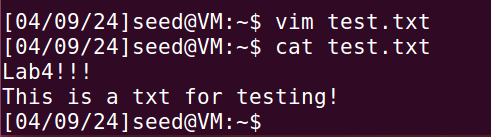 [04/09/24]seed@VM:~$ vim test.txt
[04/09/24]seed@VM:~$ cat test.txt
Lab4!!!
This is a txt for testing!
[04/09/24]seed@VM:~$